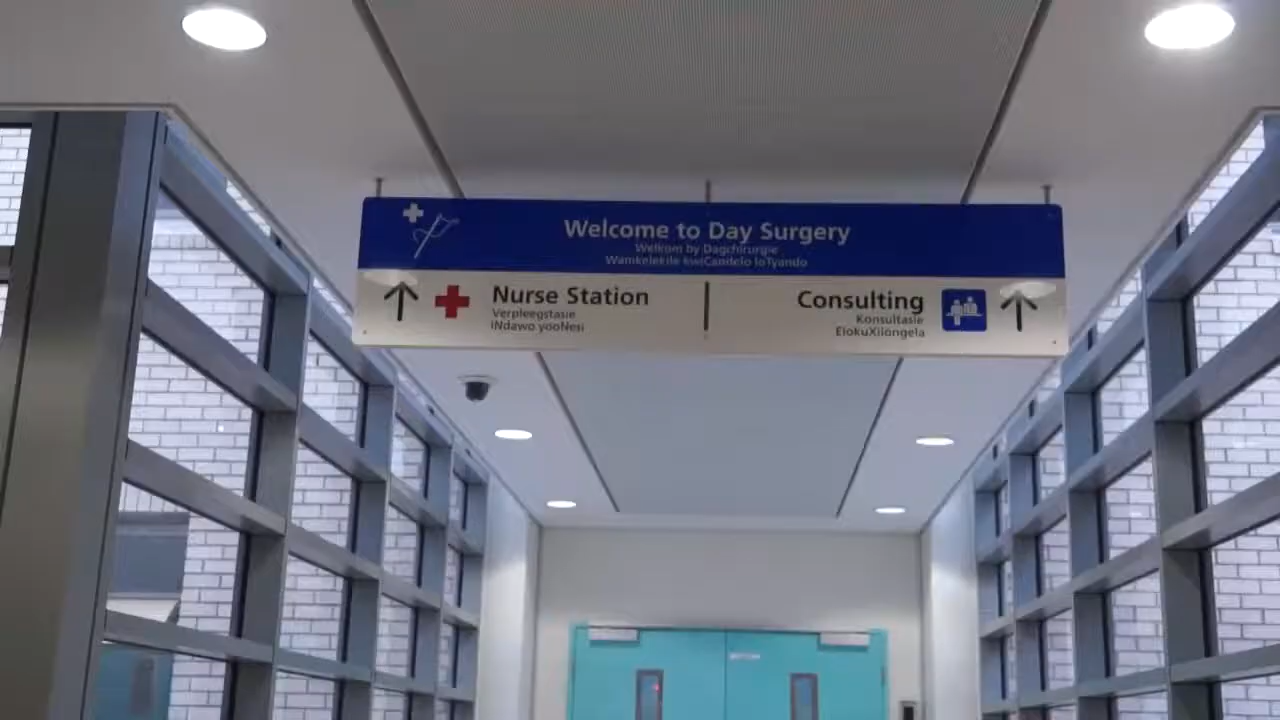 Welcome to Day Surgery
Welkom by Dagchirurgie
Wamkelekile kwiCandelo loTyando
Nurse Station
Verpleegstasie
iNdawo yooNesi
Consulting
Konsultasie
ElokuXilongela